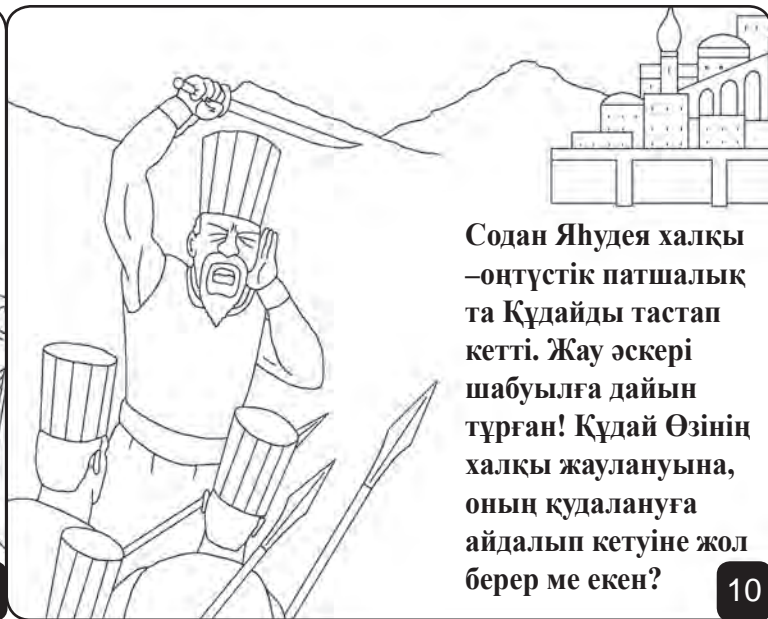 Содан Яһудея халқы
–оңтүстік патшалық
та Құдайды тастап
кетті. Жау әскері
шабуылға дайын
тұрған! Құдай Өзінің
халқы жаулануына,
оның қудалануға
айдалып кетуіне жол
берер ме екен?
10